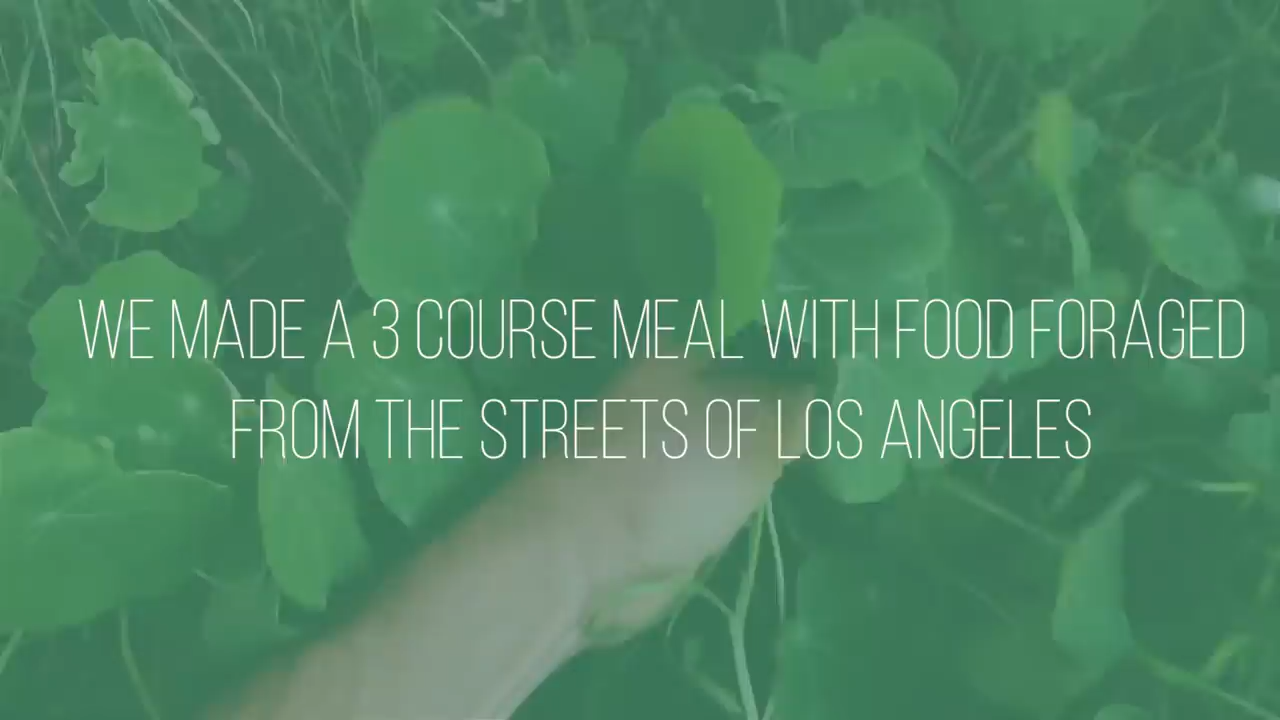 WE MADE A 3 COURSE MEAL WITH FOOD FORAGED
FROM THE STREETS OF LOS ANGELES